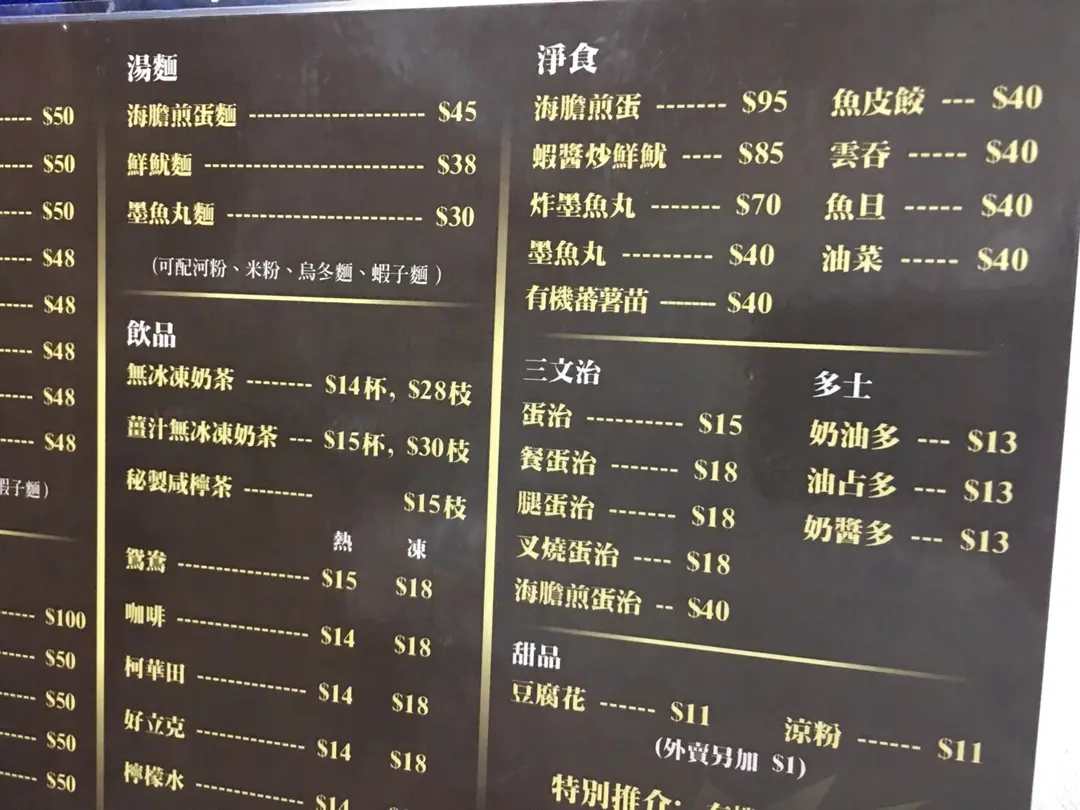 $50
$50
$50
$48
$48
$48
$48
$48
蝦子麵)
$100
$50
$50
$50
$50
湯麵
海膽煎蛋麵 $45
鮮魷麵 $38
墨魚丸麵 $30
(可配河粉、米粉、烏冬麵、蝦子麵)
飲品
無冰凍奶茶 $14杯, $28枝
薑汁無冰凍奶茶 $15杯, $30枝
秘製咸檸茶 $15枝
熱 凍
鴛鴦 $15 $18
咖啡 $14 $18
柯華田 $14 $18
好立克 $14 $18
檸檬水 $14
淨食
海膽煎蛋 $95
蝦醬炒鮮魷 $85
炸墨魚丸 $70
墨魚丸 $40
有機蕃薯苗 $40
魚皮餃 $40
雲吞 $40
魚旦 $40
油菜 $40
三文治
蛋治 $15
餐蛋治 $18
腿蛋治 $18
叉燒蛋治 $18
海膽煎蛋治 $40
多士
奶油多 $13
油占多 $13
奶醬多 $13
甜品
豆腐花 $11
涼粉 $11
(外賣另加 $1)
特別推介: 有機